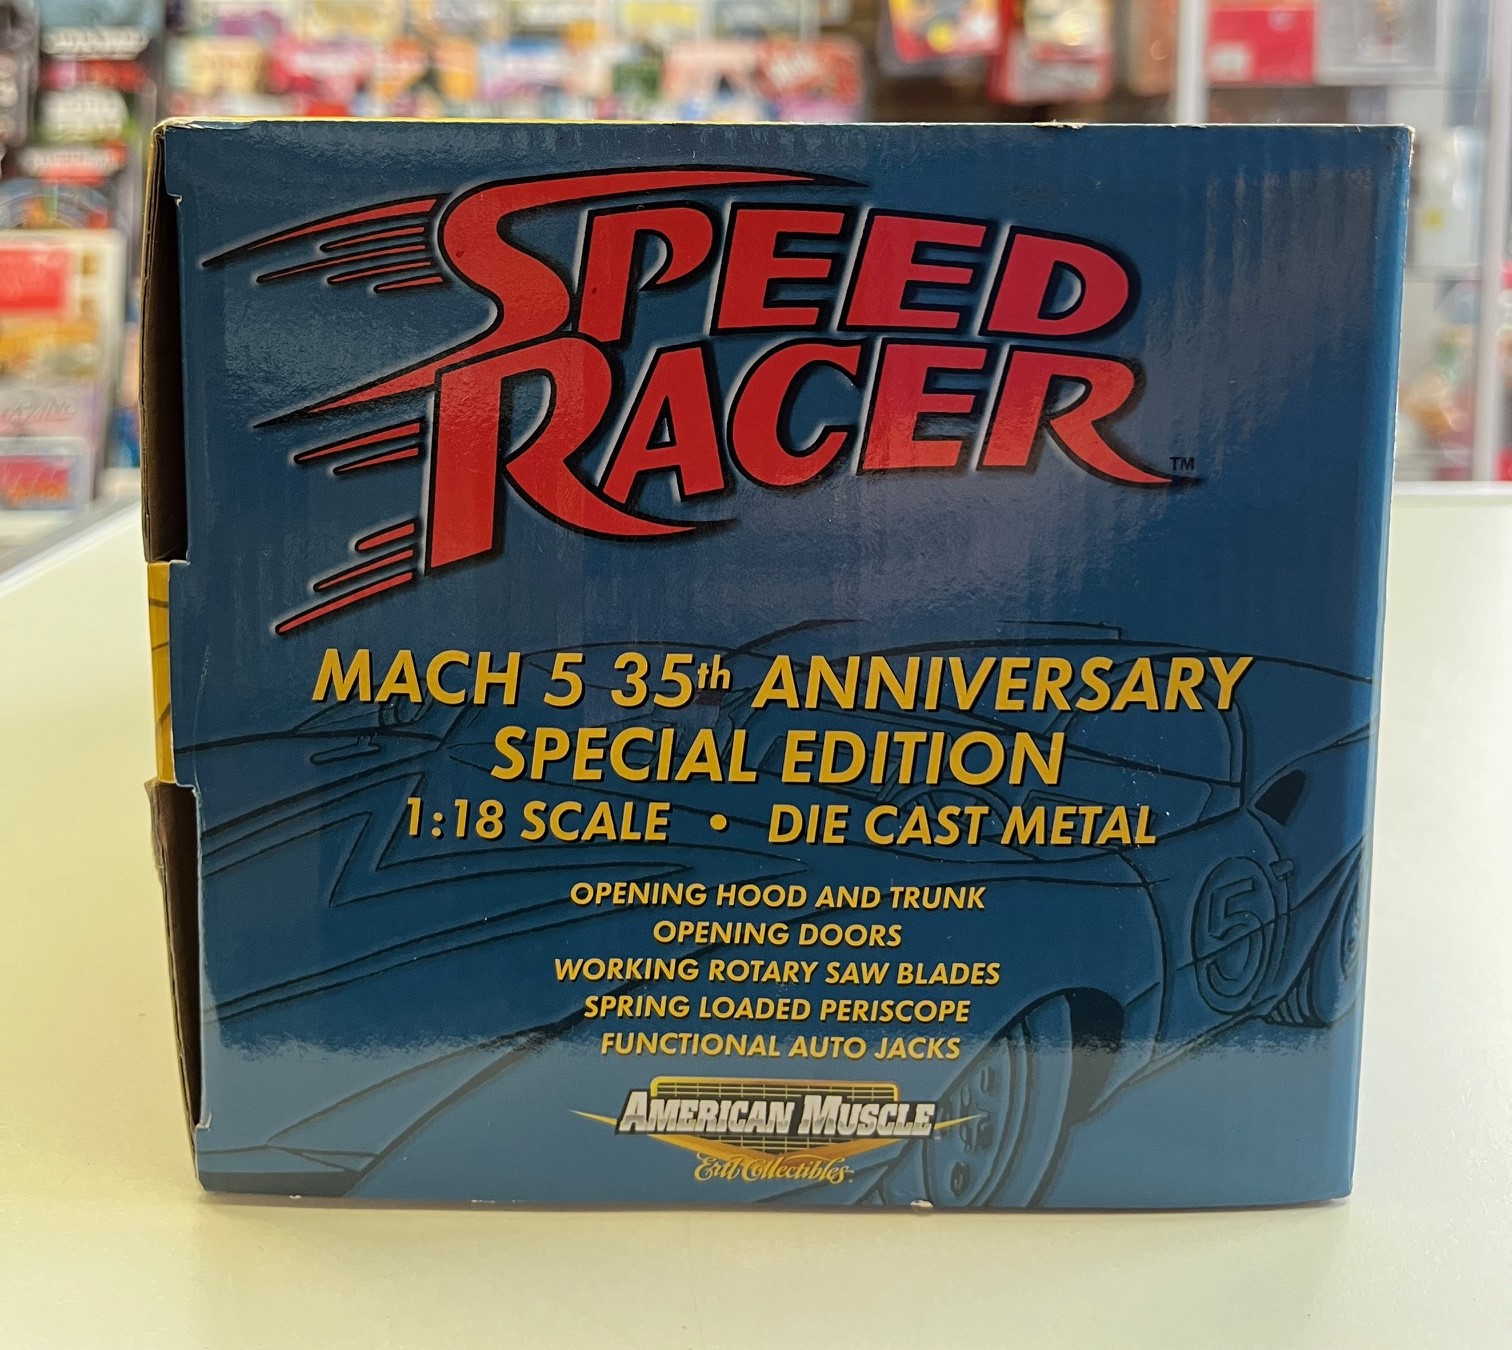 SPEED
RACER
TM
MACH 5 35th ANNIVERSARY
SPECIAL EDITION
1:18 SCALE • DIE CAST METAL
OPENING HOOD AND TRUNK
OPENING DOORS
WORKING ROTARY SAW BLADES
SPRING LOADED PERISCOPE
FUNCTIONAL AUTO JACKS
5
AMERICAN MUSCLE
Ertl Collectibles